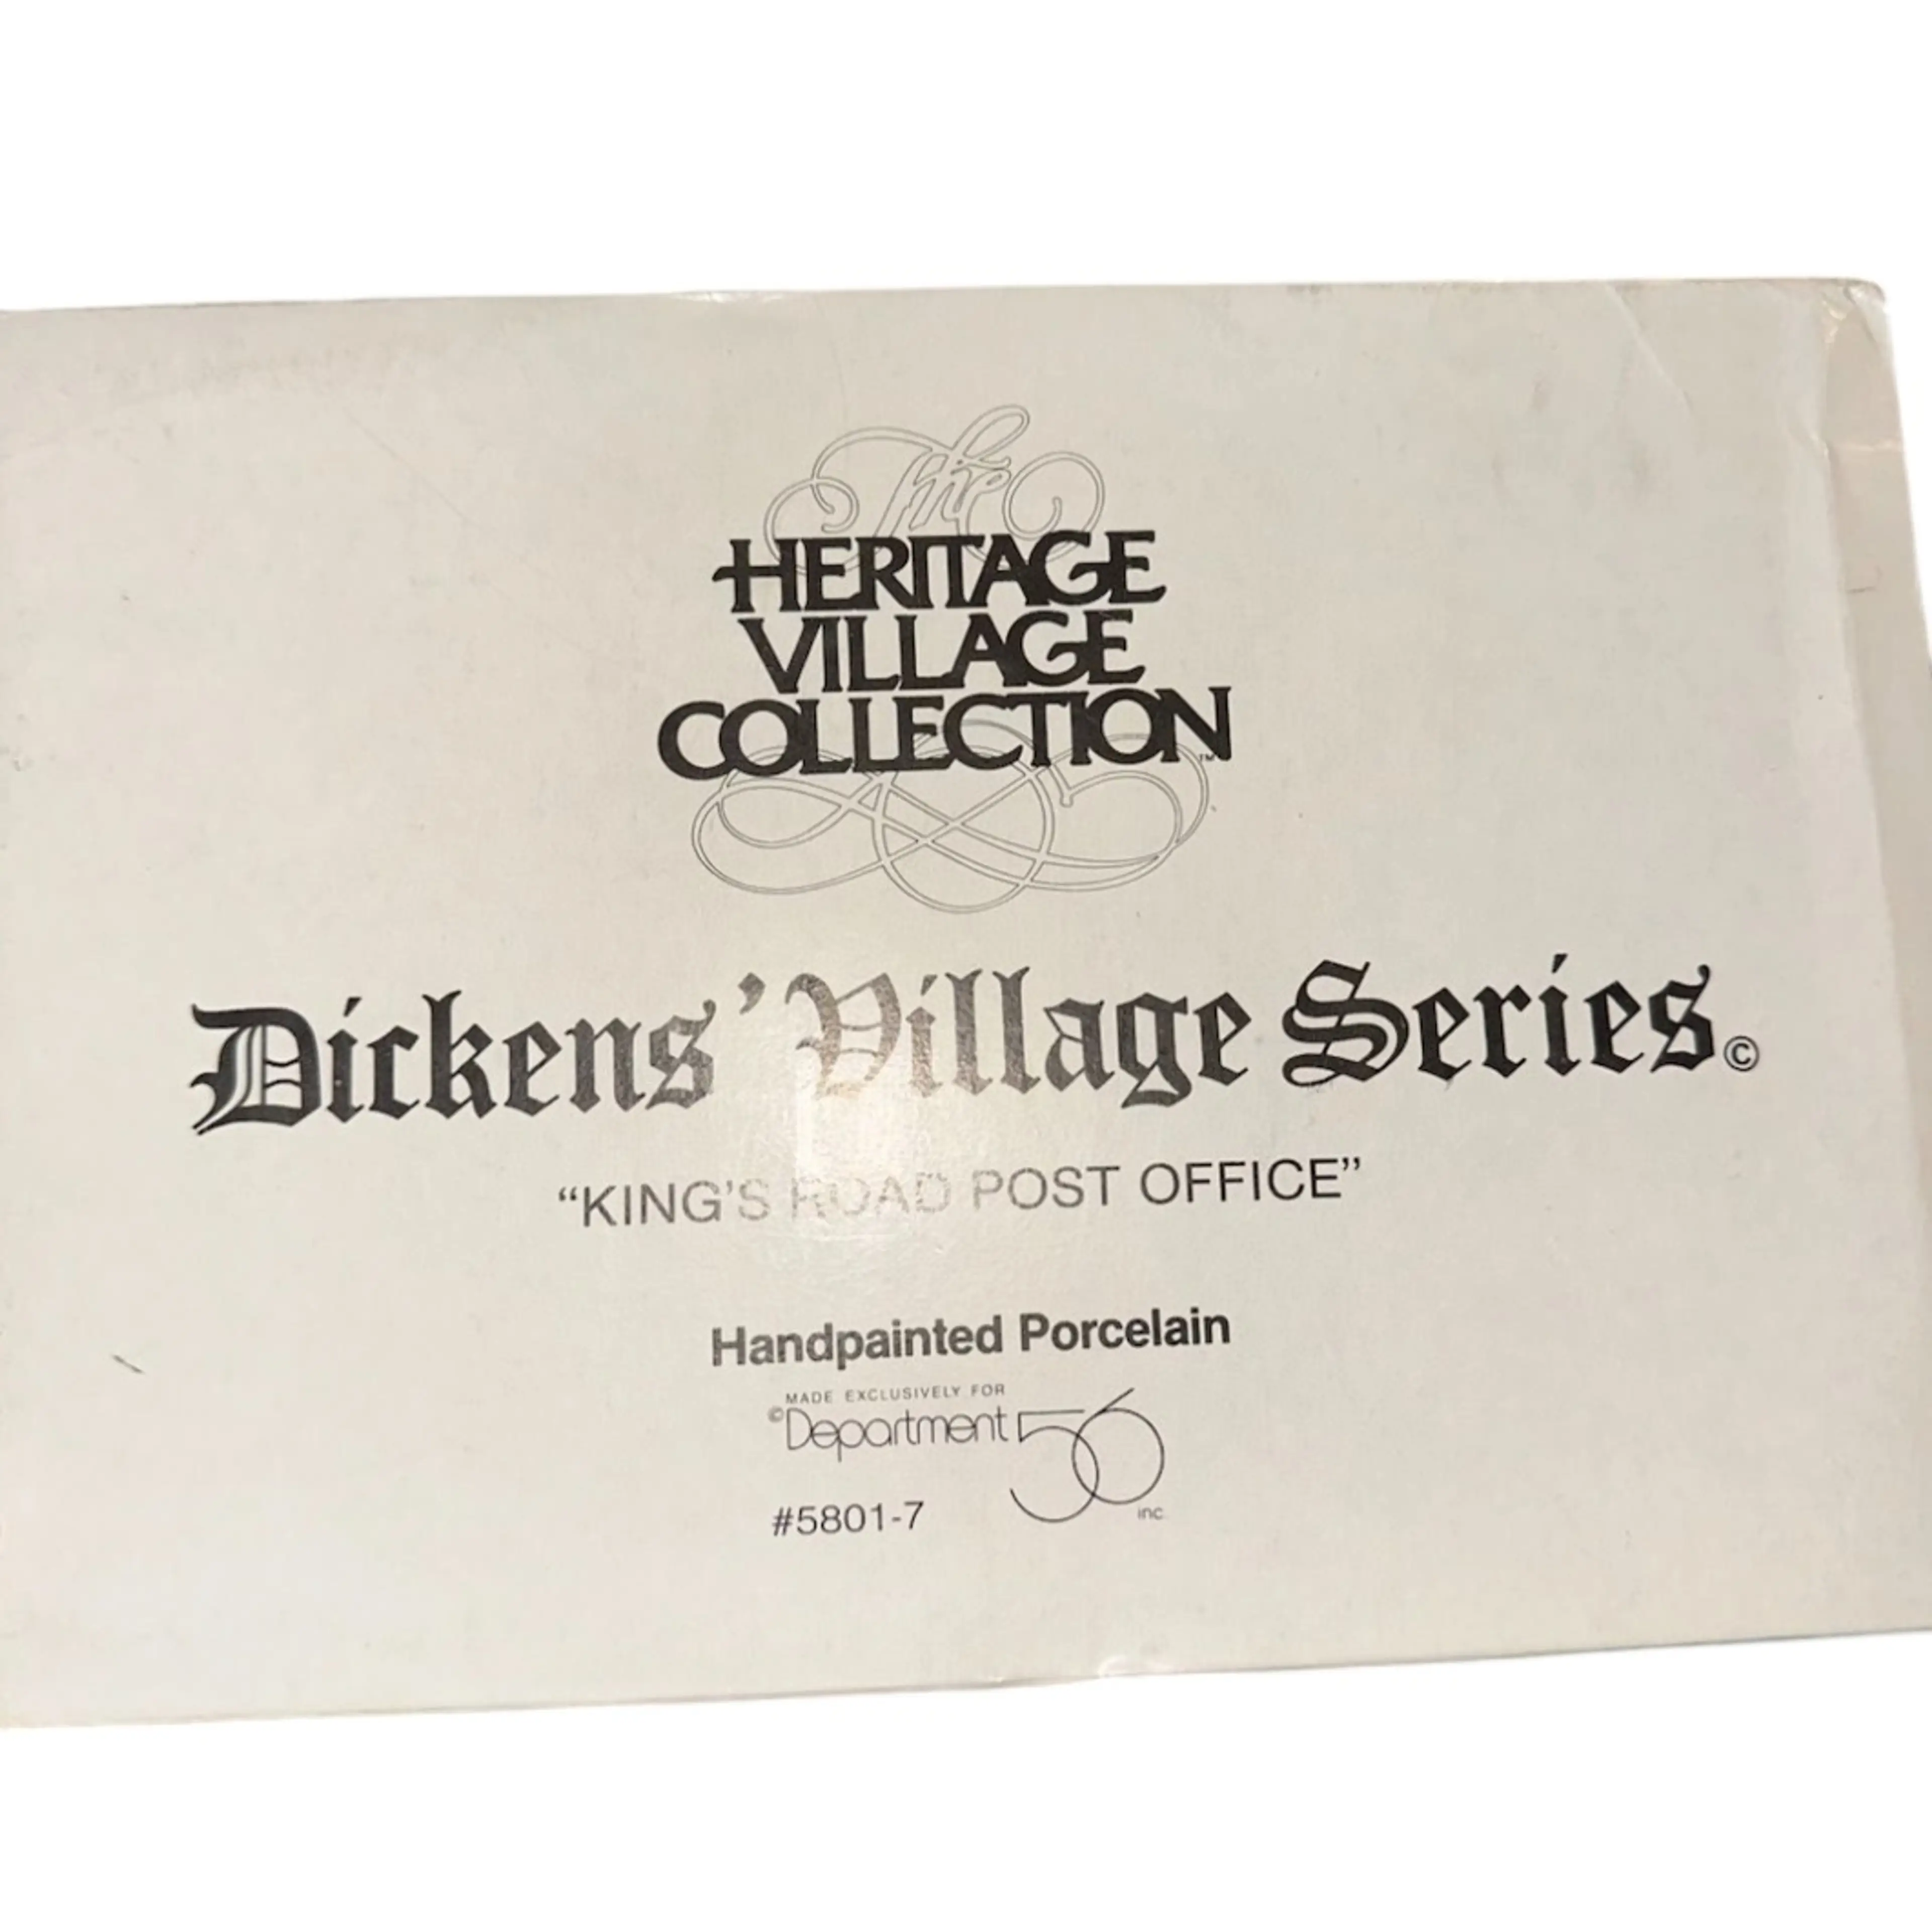 The
HERITAGE
VILLAGE
COLLECTION™
Dickens' Village Series©
“KING'S ROAD POST OFFICE”
Handpainted Porcelain
MADE EXCLUSIVELY FOR
©Department 56 inc.
#5801-7